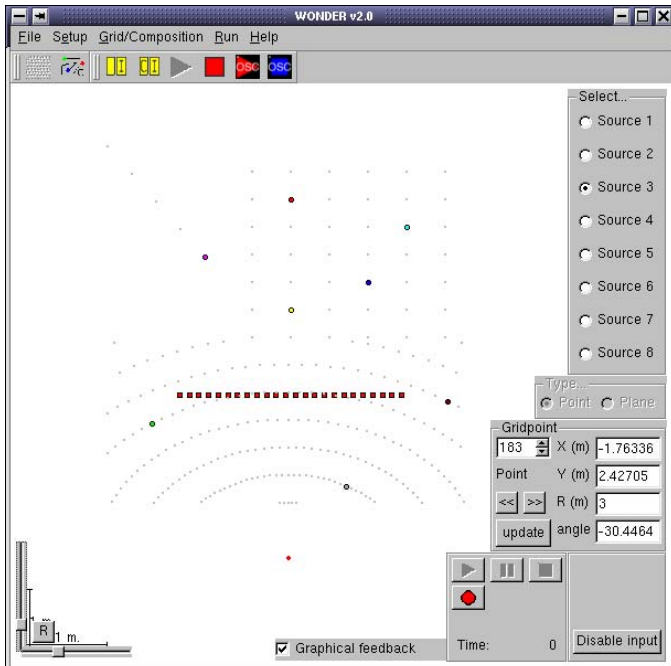 WONDER v2.0
File Setup Grid/Composition Run Help
OSC OSC
Select...
Source 1
Source 2
Source 3
Source 4
Source 5
Source 6
Source 7
Source 8
Type...
Point Plane
Gridpoint
183 X (m) -1.76336
Point Y (m) 2.42705
<< >> R (m) 3
update angle -30.4464
R 1 m.
Graphical feedback
Time: 0
Disable input